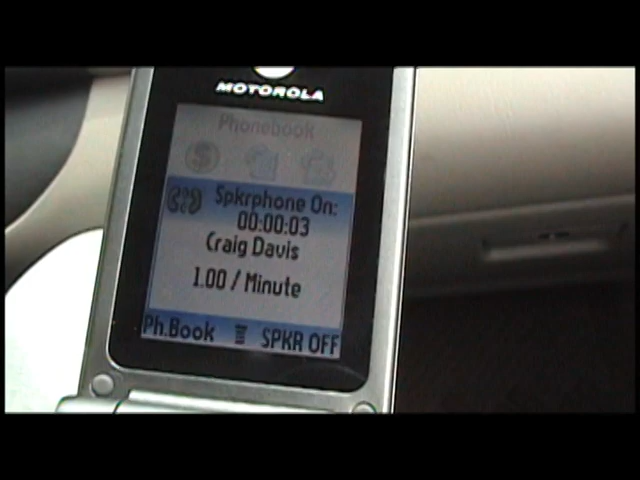 MOTOROLA
Phonebook
Spkrphone On:
00:00:03
Craig Davis
1.00 / Minute
Ph.Book SPKR OFF